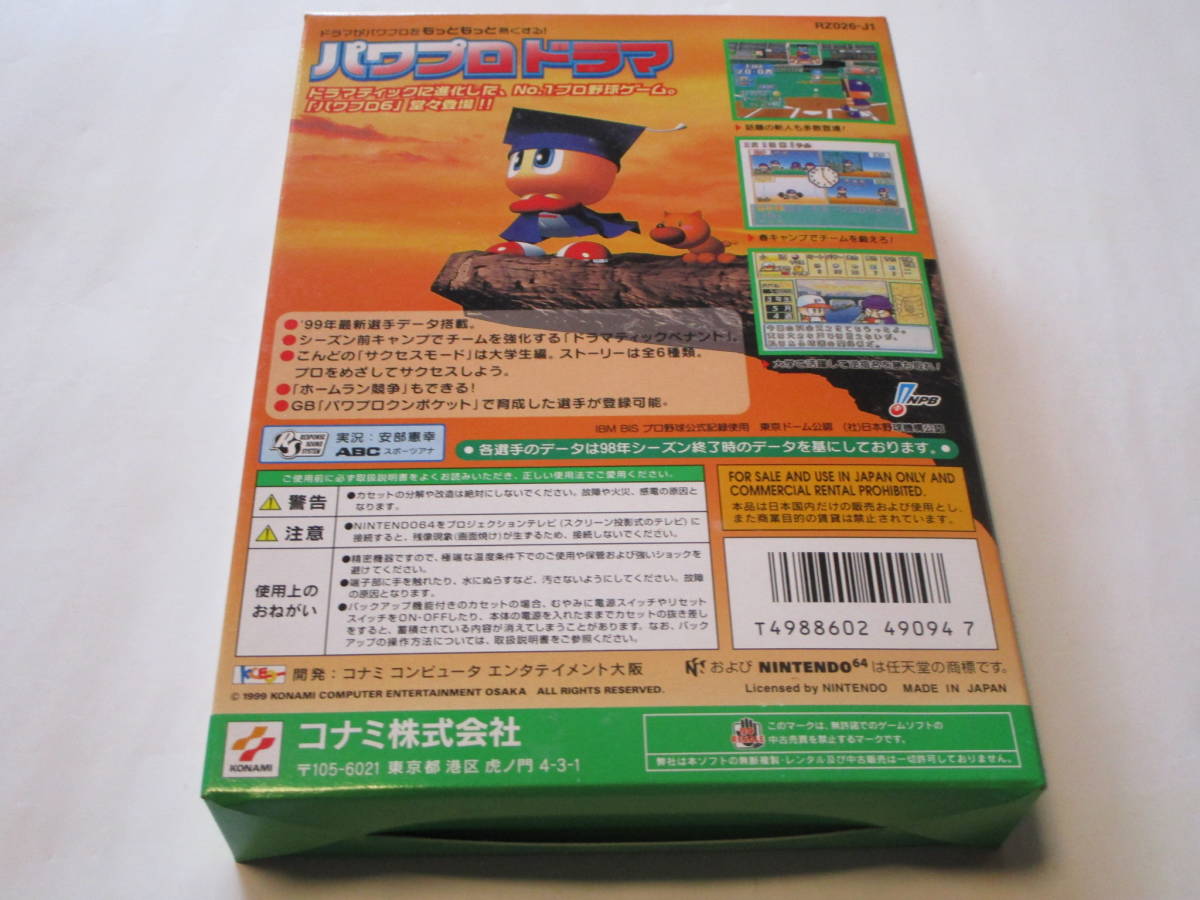 RZ026-J1
ドラマがパワプロをもっともっと熱くする!
パワプロ ドラマ
ドラマティックに進化した、No.1プロ野球ゲーム。
「パワプロ6」堂々登場!!
▶話題の新人も多数登場!
▶春キャンプでチームを鍛えろ!
●'99年最新選手データ搭載。
●シーズン前キャンプでチームを強化する「ドラマティックペナント」。
●こんどの「サクセスモード」は大学生編。ストーリーは全6種類。
プロをめざしてサクセスしよう。
●「ホームラン競争」もできる!
●GB「パワプロクンポケット」で育成した選手が登録可能。
NPB
IBM BIS プロ野球公式記録使用 東京ドーム公認 (社)日本野球機構公認
RESPONSE SOUND SYSTEM
実況:安部憲幸
ABC スポーツアナ
●各選手のデータは98年シーズン終了時のデータを基にしております。●
ご使用前に必ず取扱説明書をよくお読みいただき、正しい使用法でご愛用ください。
警告
●カセットの分解や改造は絶対にしないでください。故障や火災、感電の原因と
なります。
注意
●NINTENDO64をプロジェクションテレビ(スクリーン投影式のテレビ)に
接続すると、残像現象(画面焼け)が生ずるため、接続しないでください。
使用上の
おねがい
●精密機器ですので、極端な温度条件下でのご使用や保管および強いショックを
避けてください。
●端子部に手を触れたり、水にぬらすなど、汚さないようにしてください。故障
の原因となります。
●バックアップ機能付きのカセットの場合、むやみに電源スイッチやリセット
スイッチをON-OFFしたり、本体の電源を入れたままでカセットの抜き差し
をすると、蓄積されている内容が消えてしまうことがあります。なお、バック
アップの操作方法については、取扱説明書をご参照ください。
FOR SALE AND USE IN JAPAN ONLY AND
COMMERCIAL RENTAL PROHIBITED.
本品は日本国内だけの販売および使用とし、
また商業目的の賃貸は禁止されています。
T4988602 49094 7
開発:コナミ コンピュータ エンタテイメント大阪
および NINTENDO64 は任天堂の商標です。
© 1999 KONAMI COMPUTER ENTERTAINMENT OSAKA ALL RIGHTS RESERVED.
Licensed by NINTENDO MADE IN JAPAN
KONAMI
コナミ株式会社
〒105-6021 東京都 港区 虎ノ門 4-3-1
このマークは、無許諾でのゲームソフトの
中古売買を禁止するマークです。
弊社は本ソフトの無断複製・レンタル及び中古販売は一切許可しておりません。